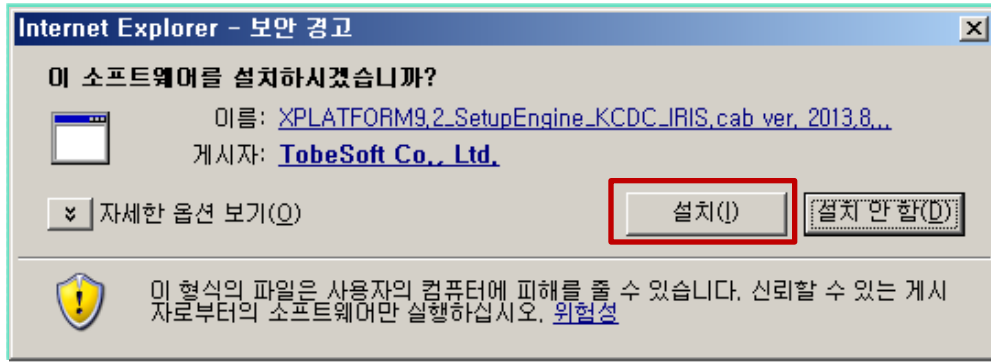 Internet Explorer - 보안 경고
이 소프트웨어를 설치하시겠습니까?
이름: XPLATFORM9,2_SetupEngine_KCDC_IRIS,cab ver, 2013,8,,,
게시자: TobeSoft Co,, Ltd,
자세한 옵션 보기(O)
설치(I)
설치 안 함(D)
이 형식의 파일은 사용자의 컴퓨터에 피해를 줄 수 있습니다. 신뢰할 수 있는 게시
자로부터의 소프트웨어만 실행하십시오. 위험성